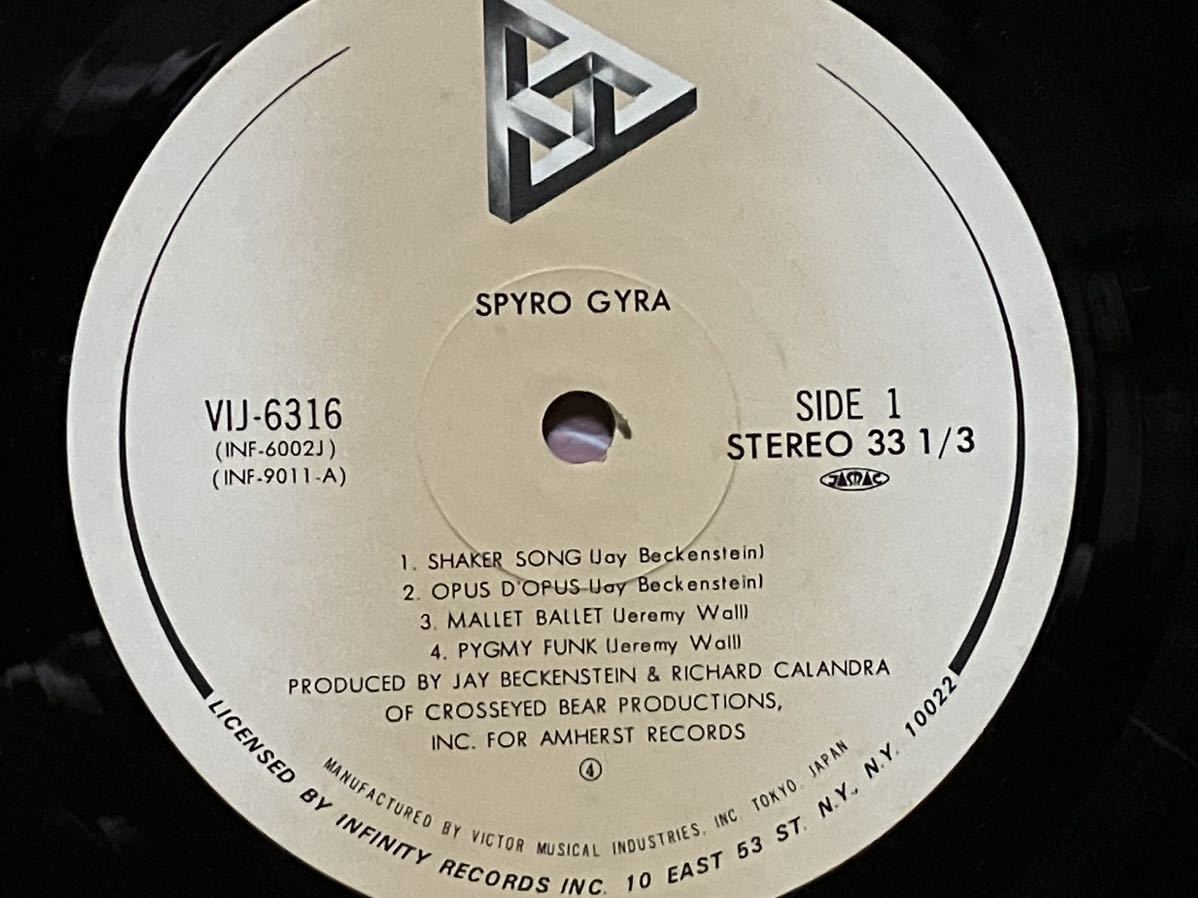 SPYRO GYRA
VIJ-6316
(INF-6002J)
(INF-9011-A)
SIDE 1
STEREO 33 1/3
JASRAC
1. SHAKER SONG (Jay Beckenstein)
2. OPUS D'OPUS (Jay Beckenstein)
3. MALLET BALLET (Jeremy Wall)
4. PYGMY FUNK (Jeremy Wall)
PRODUCED BY JAY BECKENSTEIN & RICHARD CALANDRA
OF CROSSEYED BEAR PRODUCTIONS,
INC. FOR AMHERST RECORDS
④
MANUFACTURED BY VICTOR MUSICAL INDUSTRIES, INC. TOKYO, JAPAN
LICENSED BY INFINITY RECORDS INC. 10 EAST 53 ST. N.Y., N.Y. 10022